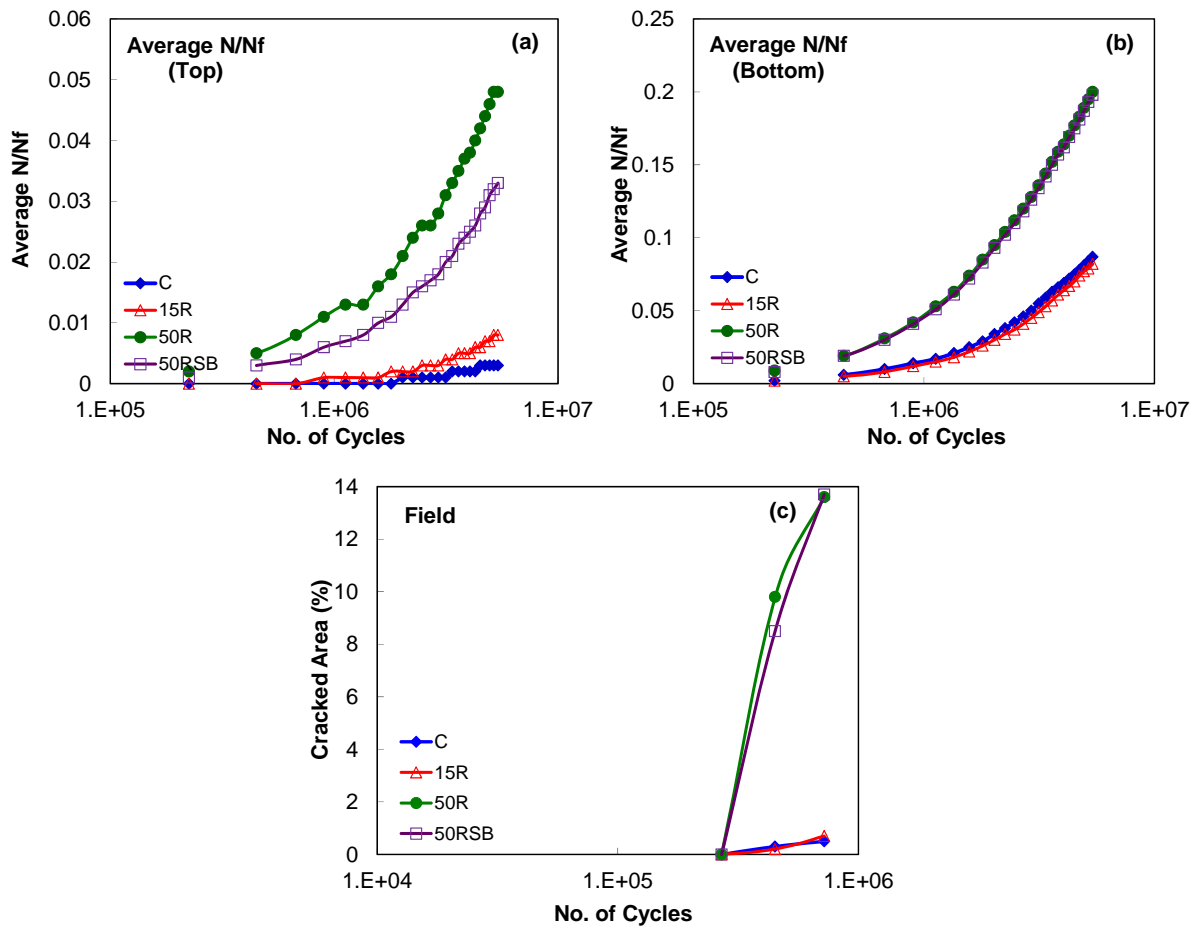 Average N/Nf
(Top)
(a)
Average N/Nf
0.06
0.05
0.04
0.03
0.02
0.01
0
C
15R
50R
50RSB
1.E+05
1.E+06
1.E+07
No. of Cycles
Average N/Nf
(Bottom)
(b)
Average N/Nf
0.25
0.2
0.15
0.1
0.05
0
C
15R
50R
50RSB
1.E+05
1.E+06
1.E+07
No. of Cycles
Field
(c)
Cracked Area (%)
14
12
10
8
6
4
2
0
C
15R
50R
50RSB
1.E+04
1.E+05
1.E+06
No. of Cycles